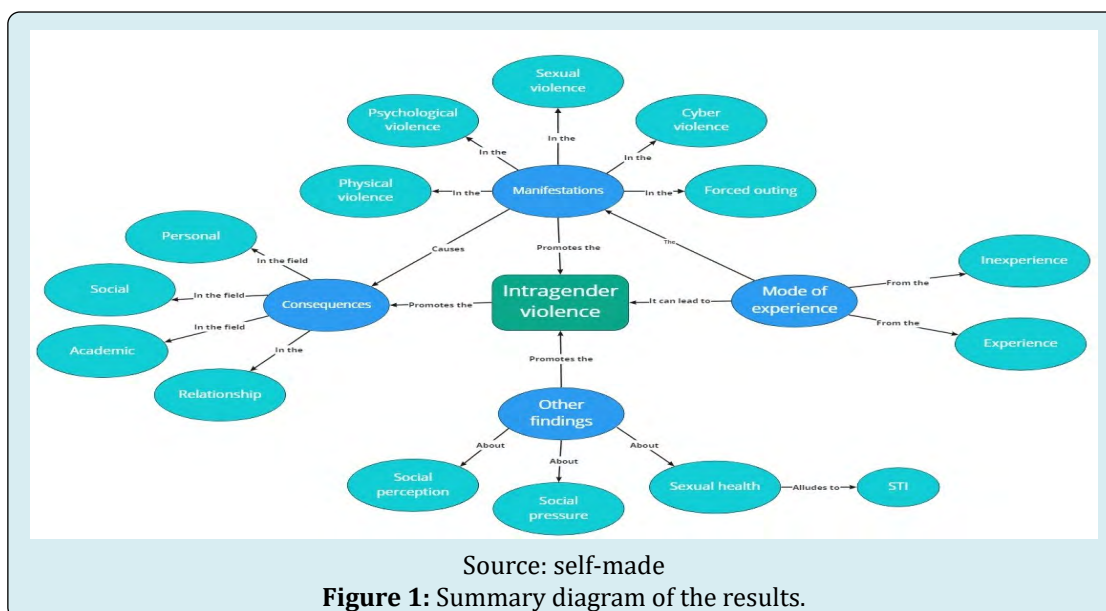 Sexual
violence
Psychological
violence
Cyber
violence
In the
In the
In the
Physical
violence
In the
Manifestations
In the
Forced outing
Personal
Causes
Promotes the
The
In the field
Inexperience
Social
In the field
Consequences
Promotes the
Intragender
violence
It can lead to
Mode of
experience
From the
In the field
From the
Academic
In the
Experience
Relationship
Promotes the
Other
findings
About
About
About
Social
perception
Social
pressure
Sexual health
Alludes to
STI
Source: self-made
Figure 1: Summary diagram of the results.